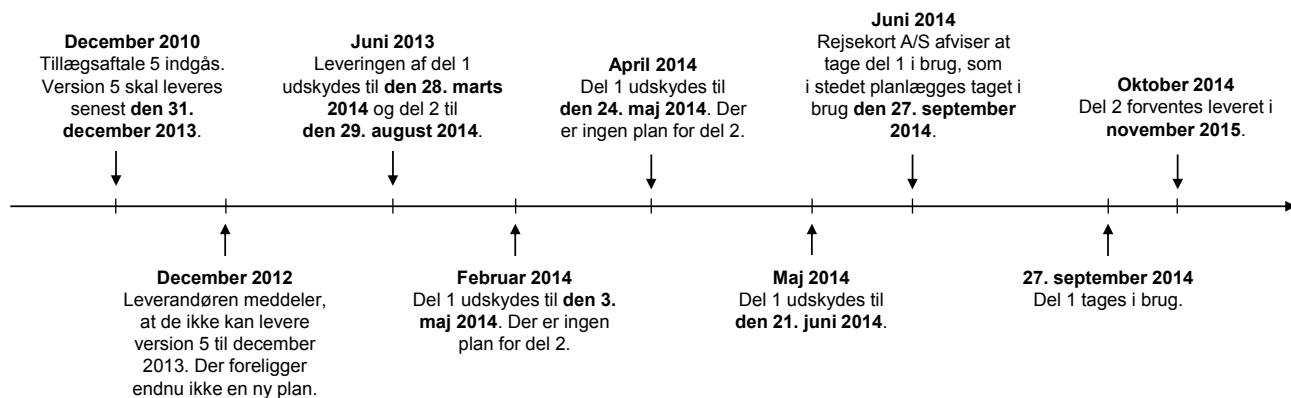 December 2010
Tillægsaftale 5 indgås.
Version 5 skal leveres
senest den 31.
december 2013.
Juni 2013
Leveringen af del 1
udskydes til den 28. marts
2014 og del 2 til
den 29. august 2014.
April 2014
Del 1 udskydes til
den 24. maj 2014. Der
er ingen plan for del 2.
Juni 2014
Rejsekort A/S afviser at
tage del 1 i brug, som
i stedet planlægges taget i
brug den 27. september
2014.
Oktober 2014
Del 2 forventes leveret i
november 2015.
December 2012
Leverandøren meddeler,
at de ikke kan levere
version 5 til december
2013. Der foreligger
endnu ikke en ny plan.
Februar 2014
Del 1 udskydes til den 3.
maj 2014. Der er ingen
plan for del 2.
Maj 2014
Del 1 udskydes til
den 21. juni 2014.
27. september 2014
Del 1 tages i brug.